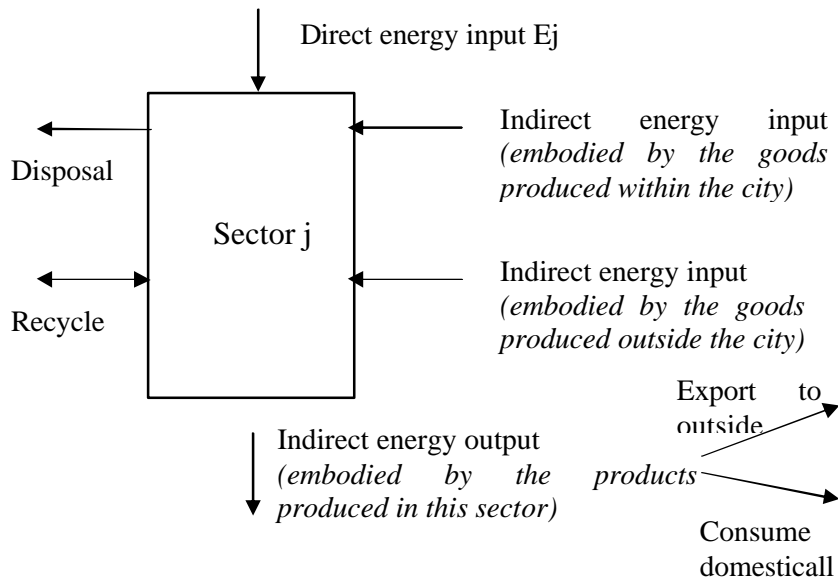 Direct energy input Ej
Indirect energy input
(embodied by the goods
produced within the city)
Disposal
Sector j
Indirect energy input
(embodied by the goods
produced outside the city)
Recycle
Export to
outside
Indirect energy output
(embodied by the products
produced in this sector)
Consume
domesticall